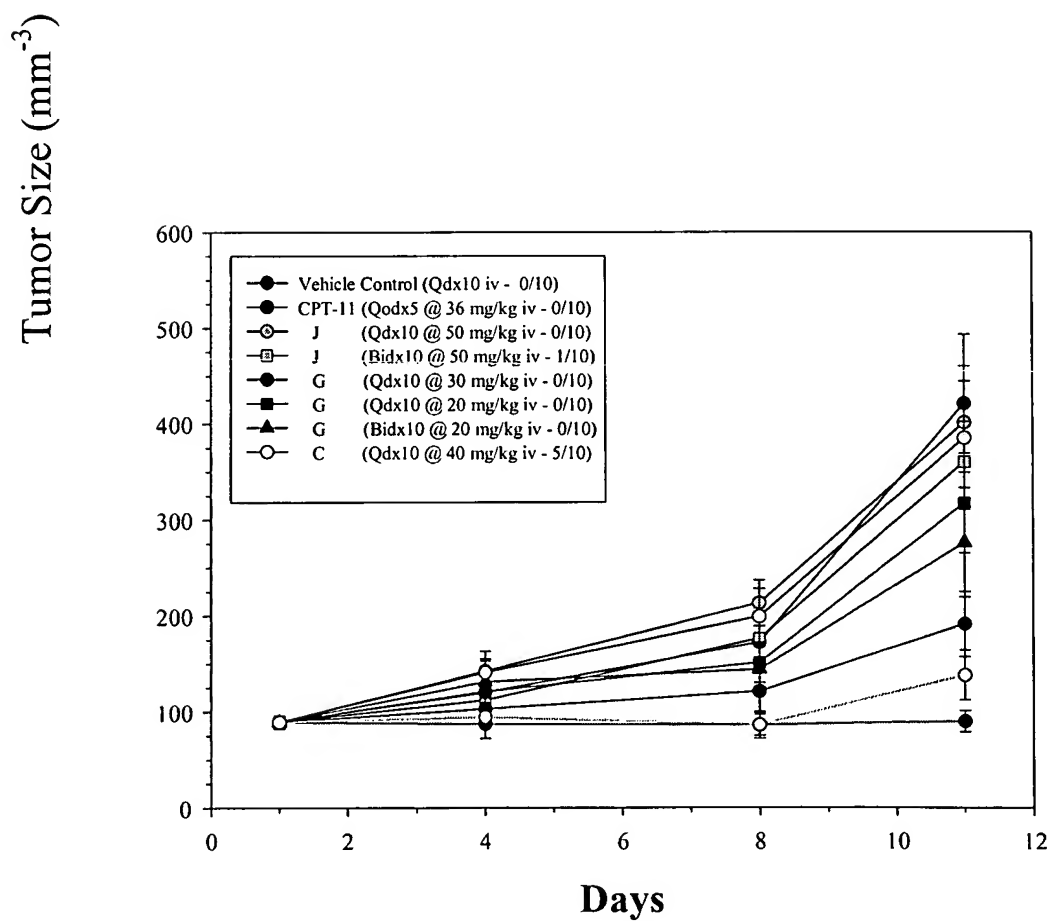 Tumor Size (mm-3)
600
500
400
300
200
100
0
Vehicle Control (Qdx10 iv - 0/10)
CPT-11 (Qodx5 @ 36 mg/kg iv - 0/10)
J (Qdx10 @ 50 mg/kg iv - 0/10)
J (Bidx10 @ 50 mg/kg iv - 1/10)
G (Qdx10 @ 30 mg/kg iv - 0/10)
G (Qdx10 @ 20 mg/kg iv - 0/10)
G (Bidx10 @ 20 mg/kg iv - 0/10)
C (Qdx10 @ 40 mg/kg iv - 5/10)
0 2 4 6 8 10 12
Days